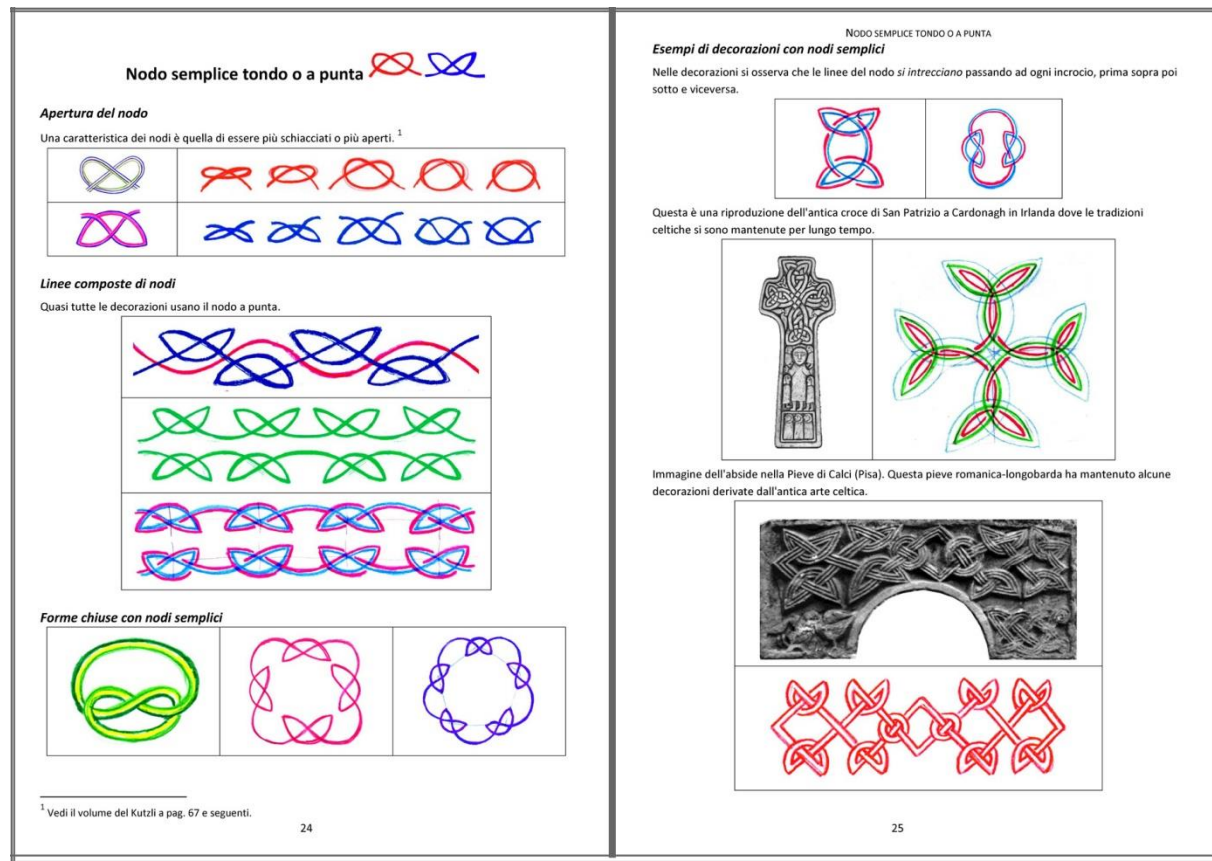 Nodo semplice tondo o a punta
Apertura del nodo
Una caratteristica dei nodi è quella di essere più schiacciati o più aperti. 1
Linee composte di nodi
Quasi tutte le decorazioni usano il nodo a punta.
Forme chiuse con nodi semplici
1 Vedi il volume del Kutzli a pag. 67 e seguenti.
24
NODO SEMPLICE TONDO O A PUNTA
Esempi di decorazioni con nodi semplici
Nelle decorazioni si osserva che le linee del nodo si intrecciano passando ad ogni incrocio, prima sopra poi
sotto e viceversa.
Questa è una riproduzione dell'antica croce di San Patrizio a Cardonagh in Irlanda dove le tradizioni
celtiche si sono mantenute per lungo tempo.
Immagine dell'abside nella Pieve di Calci (Pisa). Questa pieve romanica-longobarda ha mantenuto alcune
decorazioni derivate dall'antica arte celtica.
25